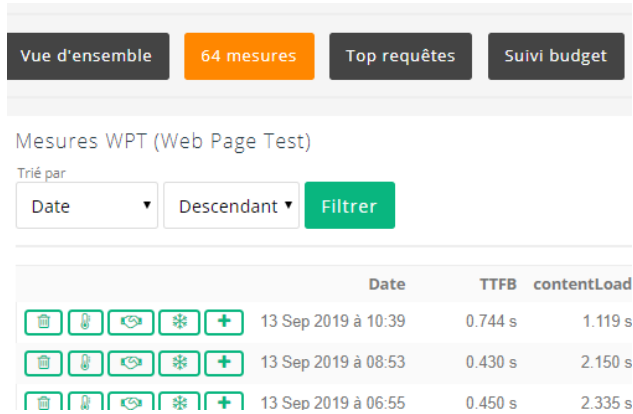 Vue d'ensemble 64 mesures Top requêtes Suivi budget
Mesures WPT (Web Page Test)
Trié par
Date Descendant Filtrer
Date TTFB contentLoad
13 Sep 2019 à 10:39 0.744 s 1.119 s
13 Sep 2019 à 08:53 0.430 s 2.150 s
13 Sep 2019 à 06:55 0.450 s 2.335 s